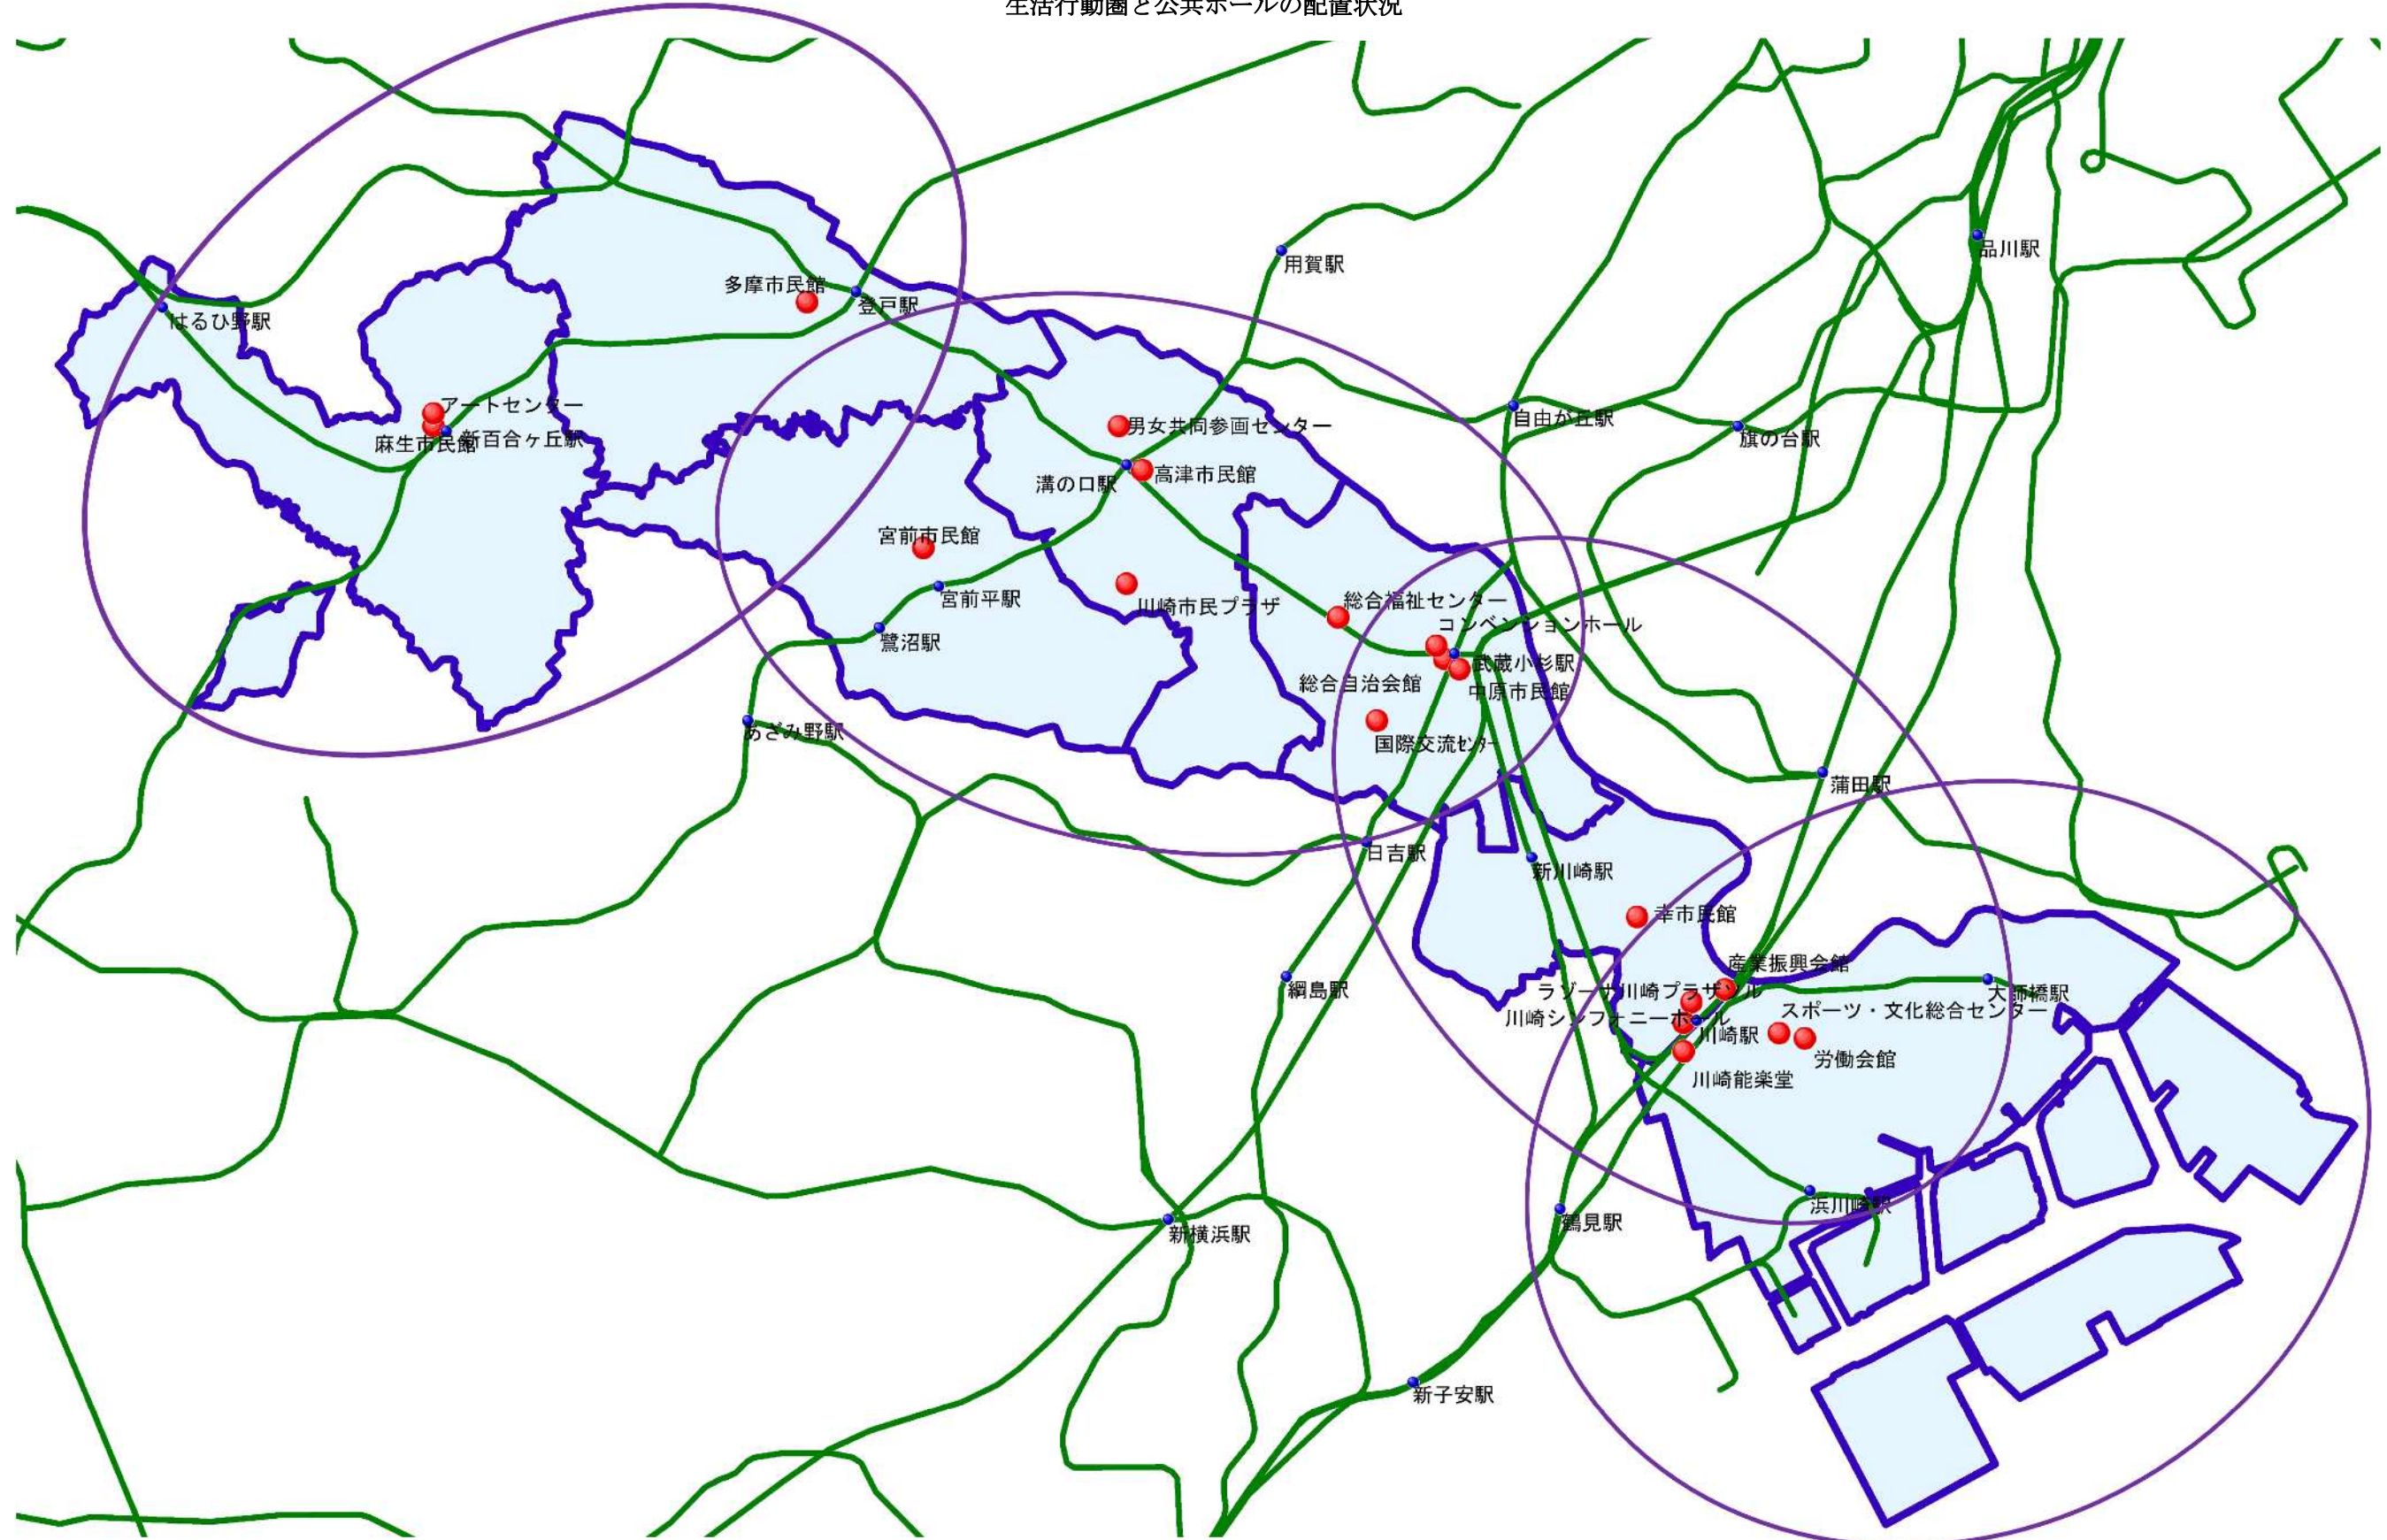 生活行動圏と公共ホールの配置状況
品川駅
用賀駅
多摩市民館
登戸駅
はるひ野駅
アートセンター
麻生市民館
新百合ヶ丘駅
男女共同参画センター
自由が丘駅
旗の台駅
高津市民館
溝の口駅
宮前市民館
宮前平駅
川崎市民プラザ
総合福祉センター
コンベンションホール
鷺沼駅
武蔵小杉駅
総合自治会館
中原市民館
あざみ野駅
国際交流センター
蒲田駅
日吉駅
新川崎駅
幸市民館
産業振興会館
綱島駅
ラゾーナ川崎プラザソル
大師橋駅
川崎シンフォニーホール
スポーツ・文化総合センター
川崎駅
労働会館
川崎能楽堂
浜川崎駅
鶴見駅
新横浜駅
新子安駅